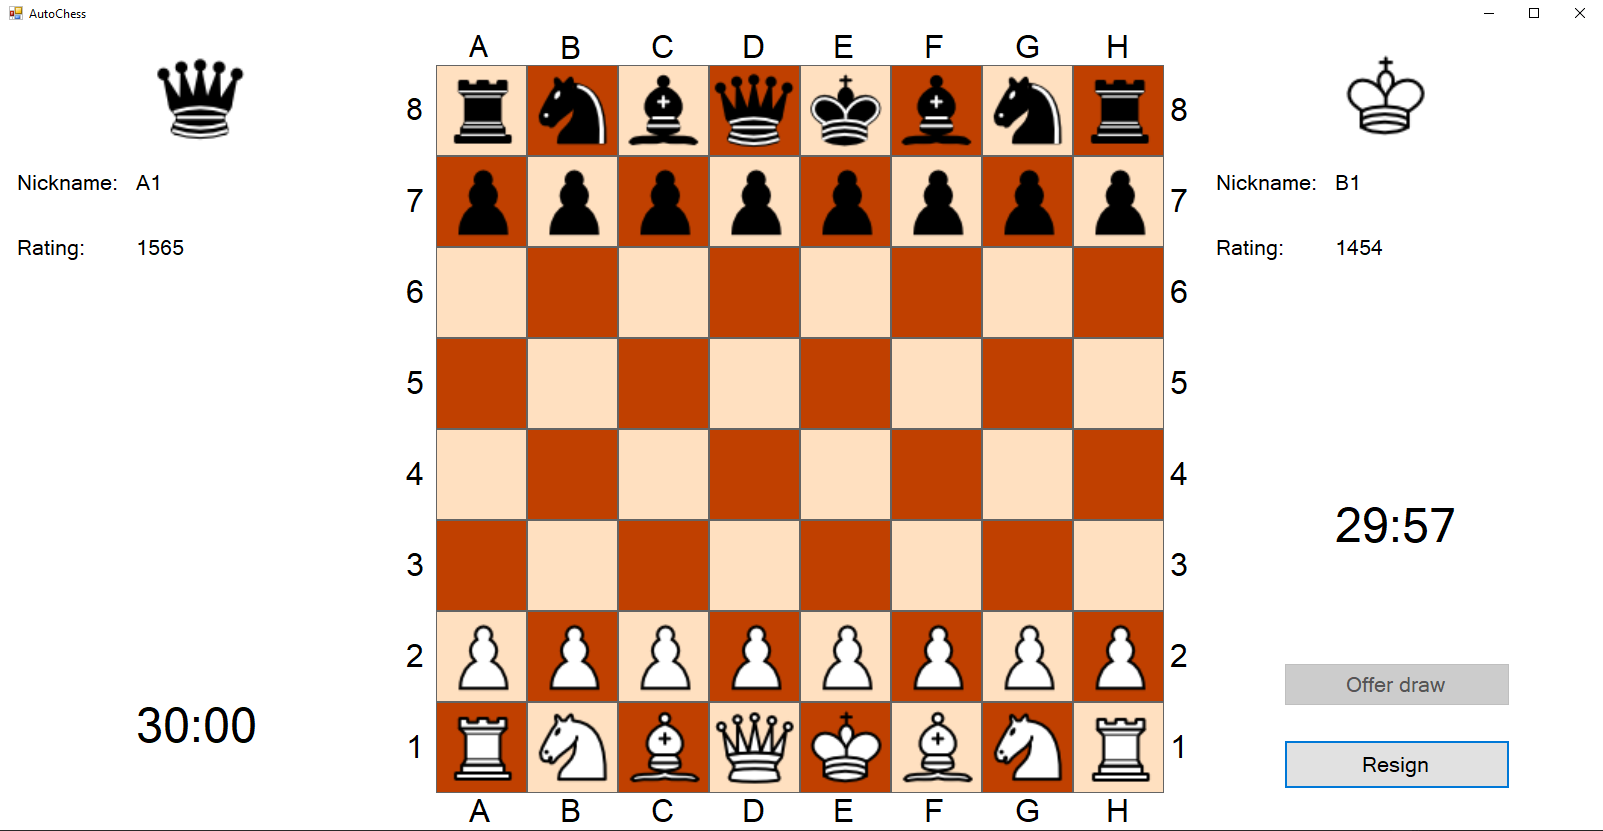 AutoChess
A B C D E F G H
8 8
Nickname: A1
Nickname: B1
7 7
Rating: 1565
Rating: 1454
6 6
5 5
4 4
29:57
3 3
2 2
Offer draw
30:00
1 1
Resign
A B C D E F G H